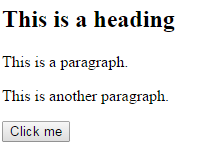 This is a heading
This is a paragraph.
This is another paragraph.
Click me